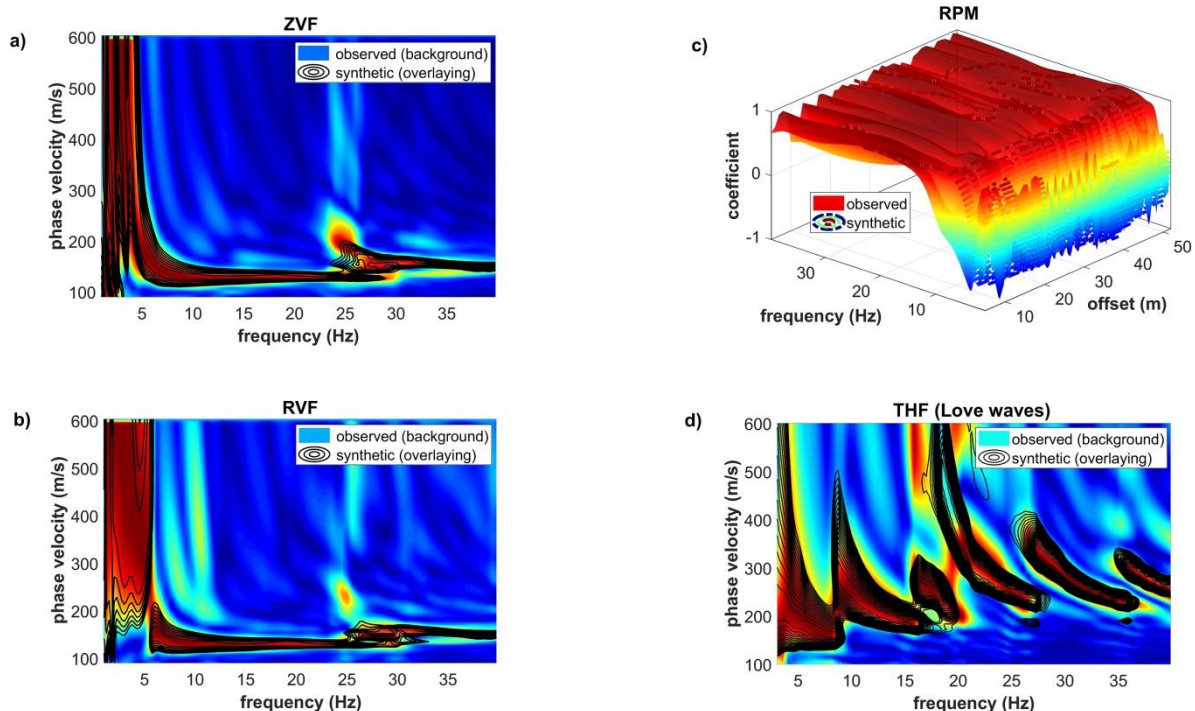 a)
ZVF
observed (background)
synthetic (overlaying)
600
500
400
300
200
100
phase velocity (m/s)
5 10 15 20 25 30 35
frequency (Hz)
c)
RPM
1
0
-1
coefficient
observed
synthetic
30
20
10
frequency (Hz)
10
20
30
40
50
offset (m)
b)
RVF
observed (background)
synthetic (overlaying)
600
500
400
300
200
100
phase velocity (m/s)
5 10 15 20 25 30 35
frequency (Hz)
d)
THF (Love waves)
observed (background)
synthetic (overlaying)
600
500
400
300
200
100
phase velocity (m/s)
5 10 15 20 25 30 35
frequency (Hz)